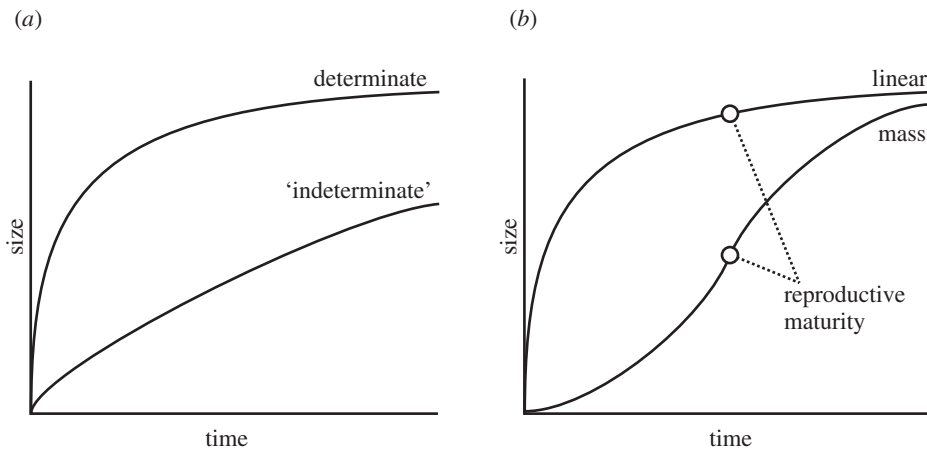 (a)
determinate
'indeterminate'
size
time
(b)
linear
mass
size
reproductive
maturity
time